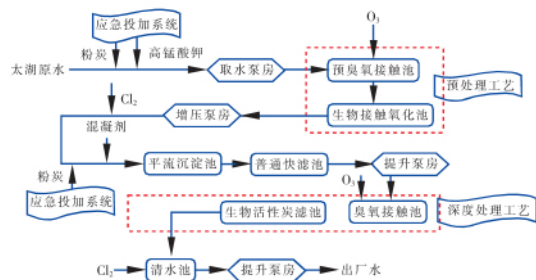 应急投加系统
O₃
粉炭
高锰酸钾
太湖原水
取水泵房
预臭氧接触池
预处理工艺
Cl₂
增压泵房
生物接触氧化池
混凝剂
平流沉淀池
普通快滤池
提升泵房
粉炭
O₃
应急投加系统
生物活性炭滤池
臭氧接触池
深度处理工艺
Cl₂
清水池
提升泵房
出厂水